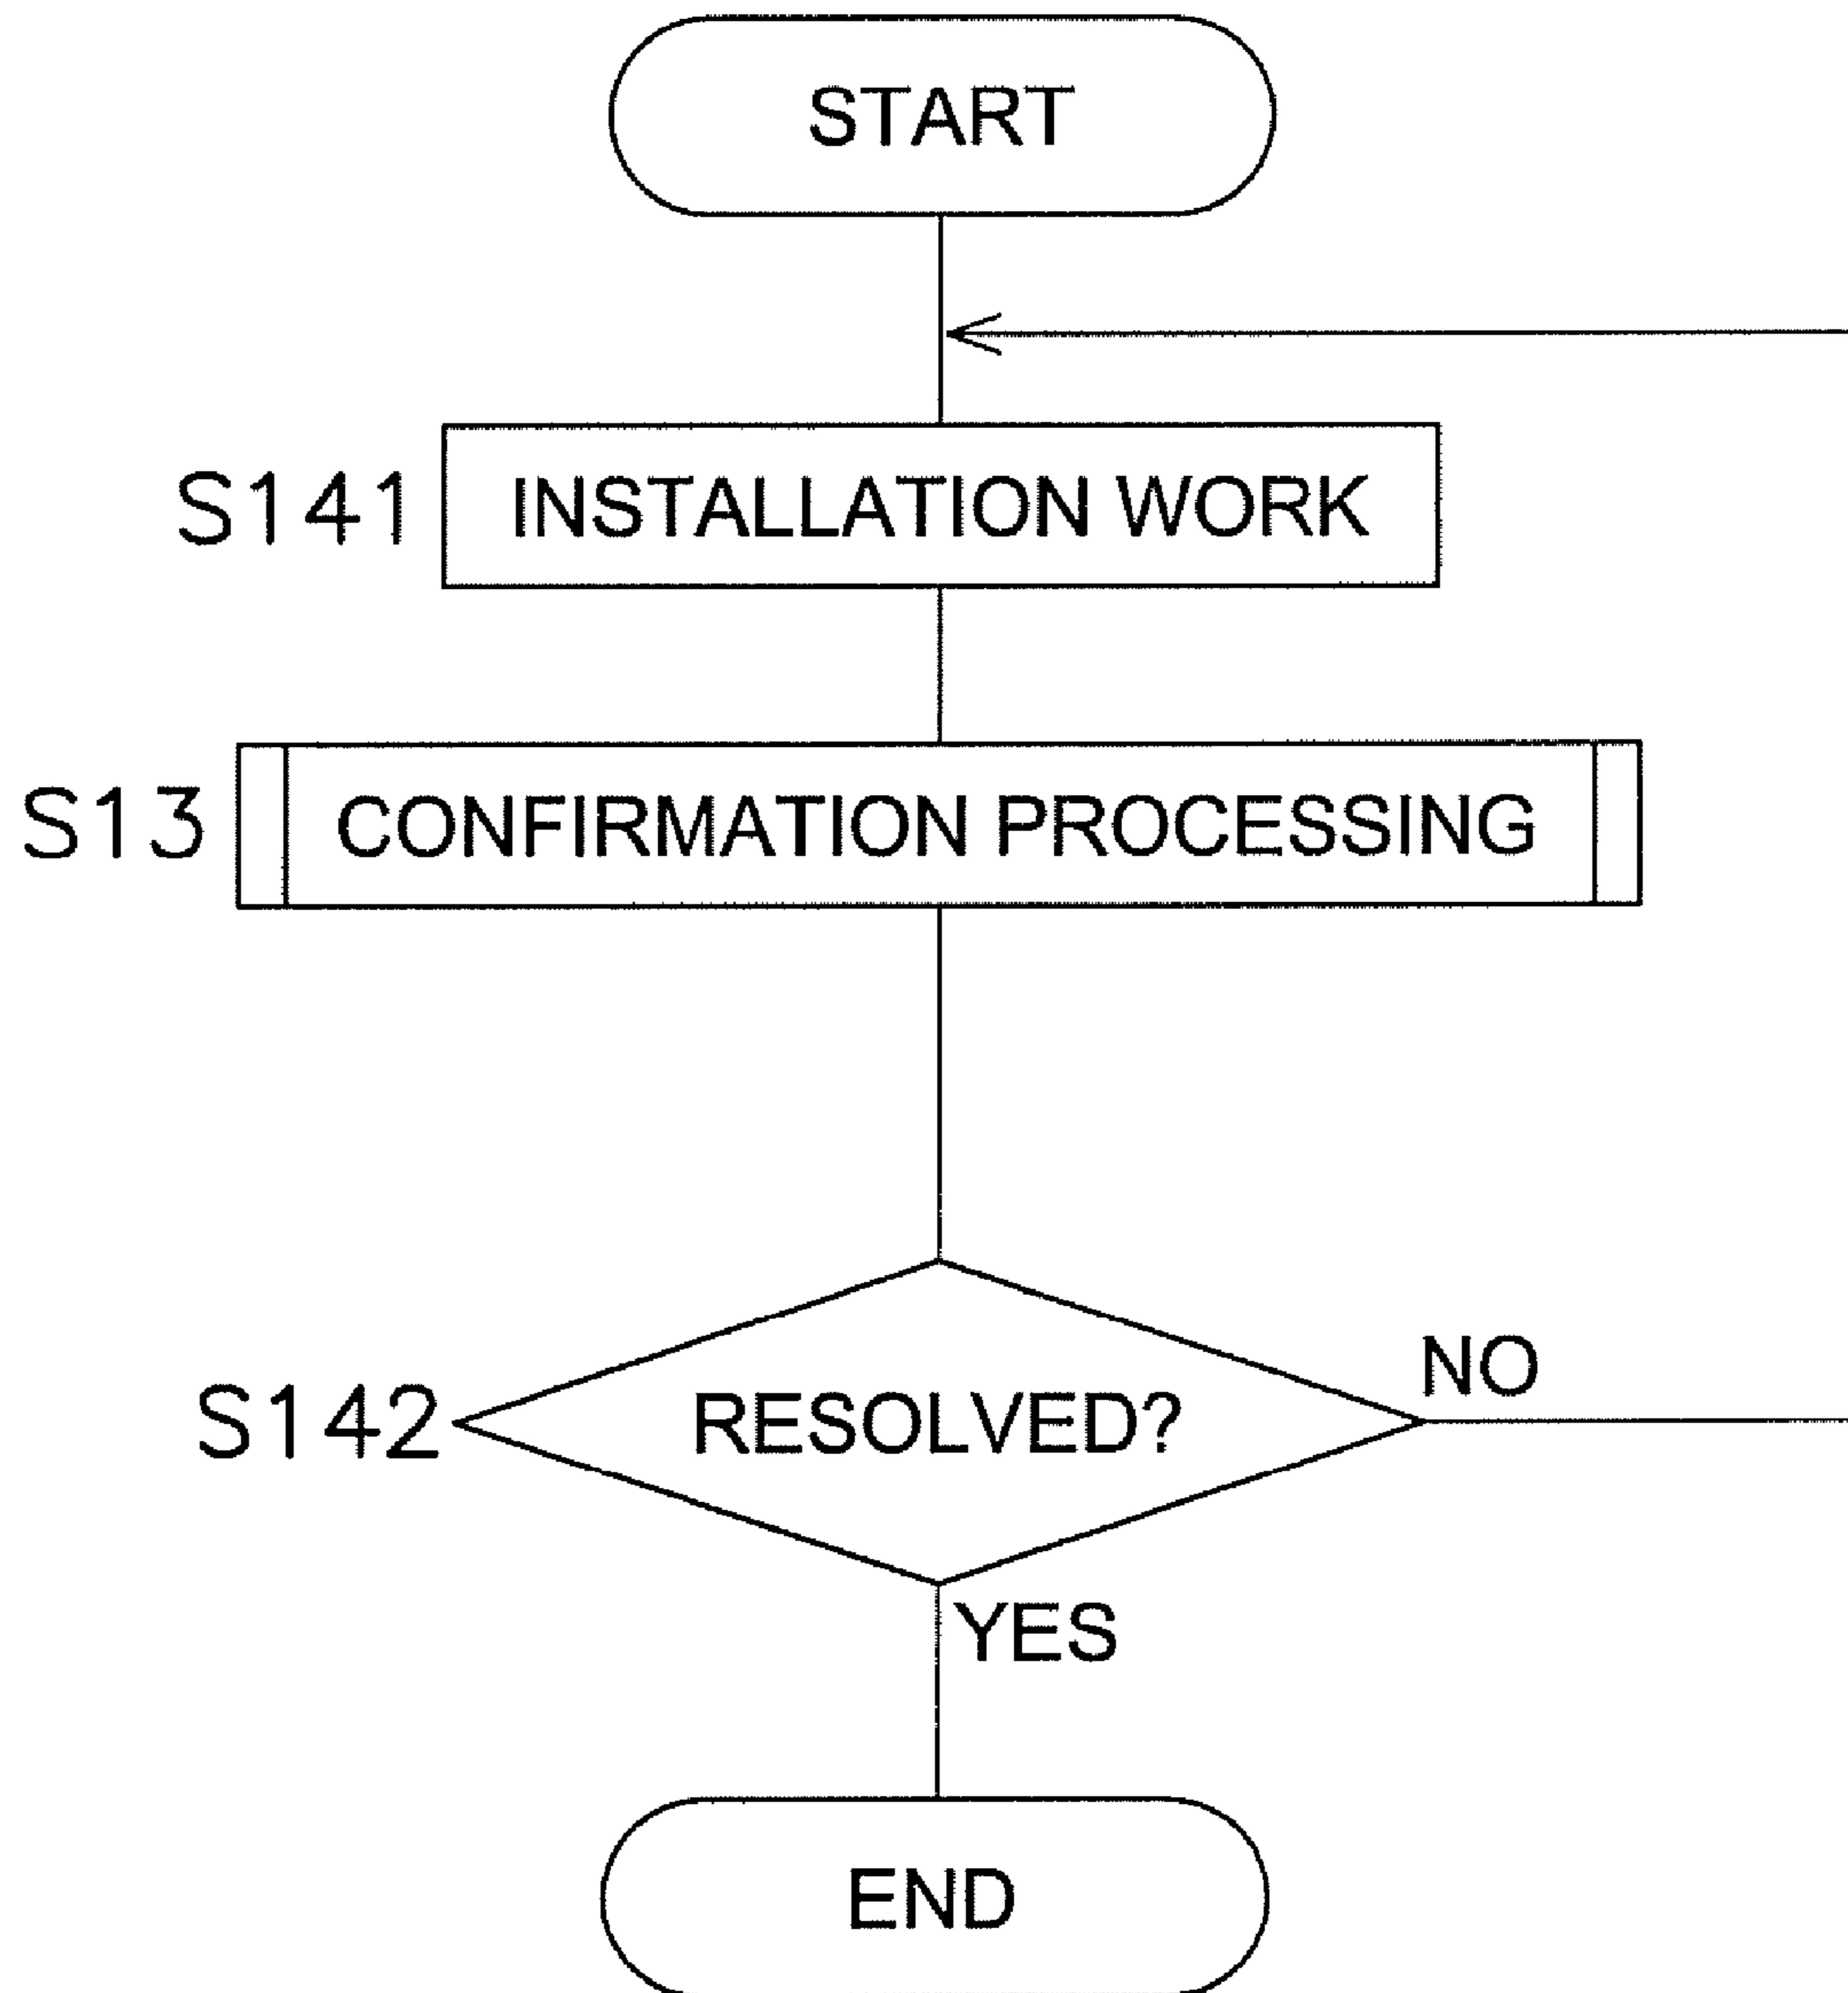 START
S141 INSTALLATION WORK
S13 CONFIRMATION PROCESSING
S142 RESOLVED? NO
YES
END